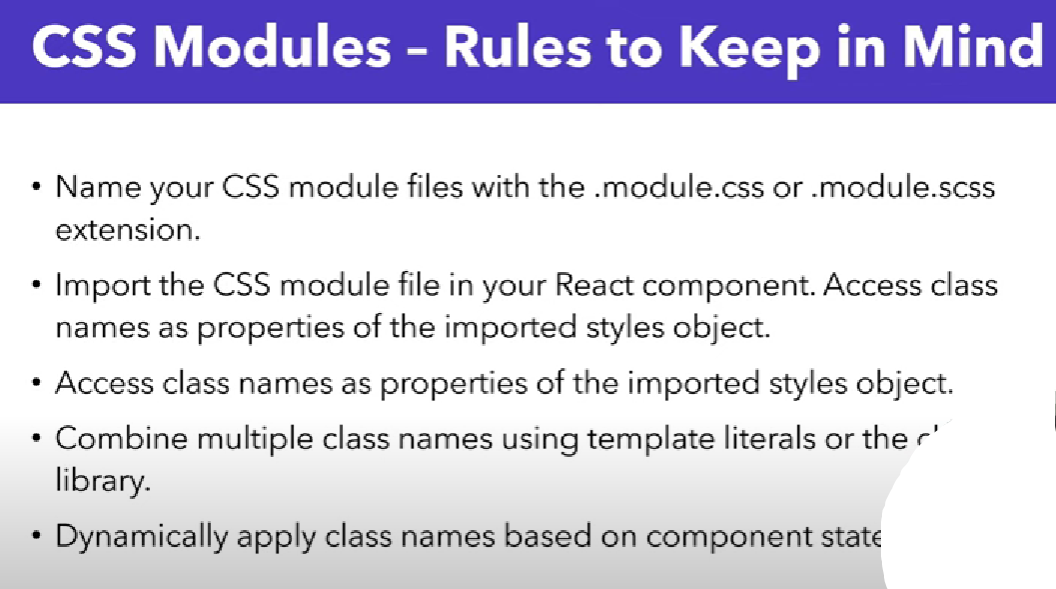 CSS Modules – Rules to Keep in Mind
• Name your CSS module files with the .module.css or .module.scss
extension.
• Import the CSS module file in your React component. Access class
names as properties of the imported styles object.
• Access class names as properties of the imported styles object.
• Combine multiple class names using template literals or the
library.
• Dynamically apply class names based on component state